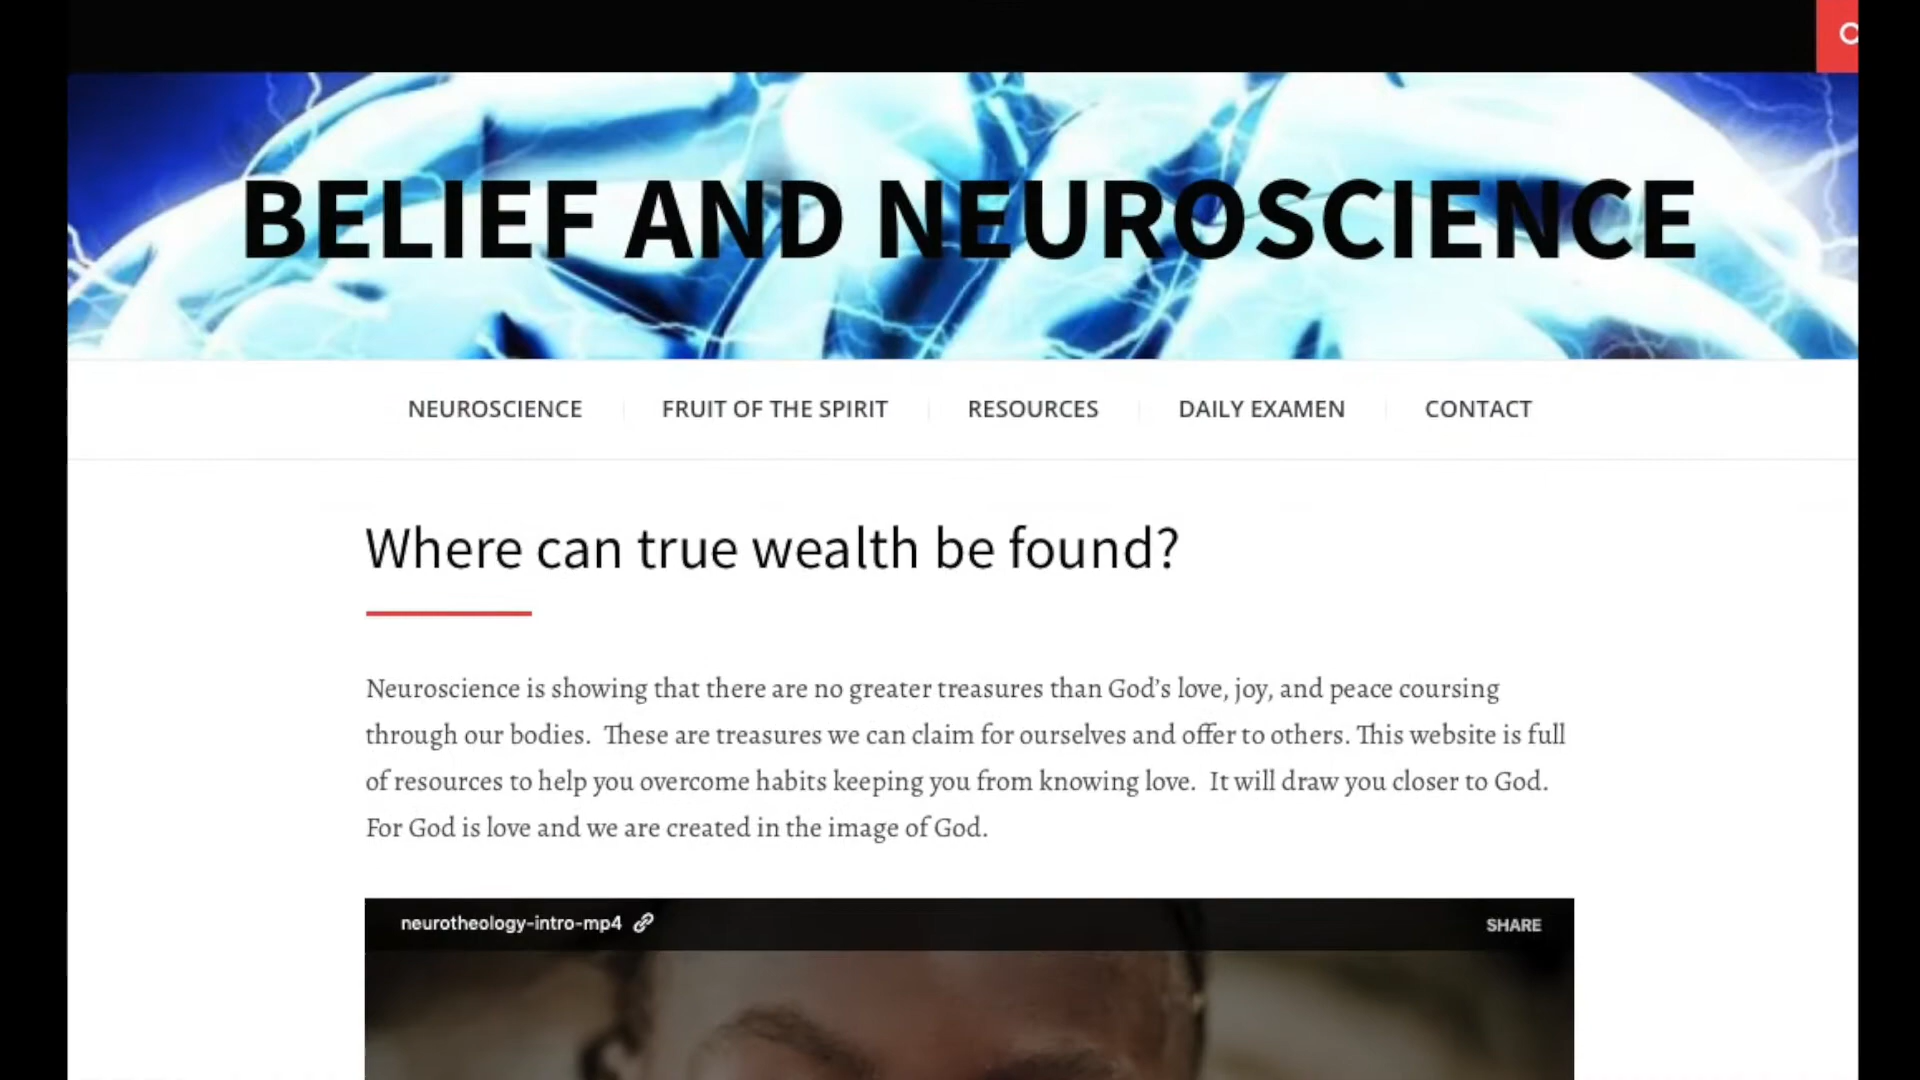 BELIEF AND NEUROSCIENCE
NEUROSCIENCE
FRUIT OF THE SPIRIT
RESOURCES
DAILY EXAMEN
CONTACT
Where can true wealth be found?
Neuroscience is showing that there are no greater treasures than God’s love, joy, and peace coursing
through our bodies.  These are treasures we can claim for ourselves and offer to others. This website is full
of resources to help you overcome habits keeping you from knowing love.  It will draw you closer to God.
For God is love and we are created in the image of God.
neurotheology-intro-mp4
SHARE